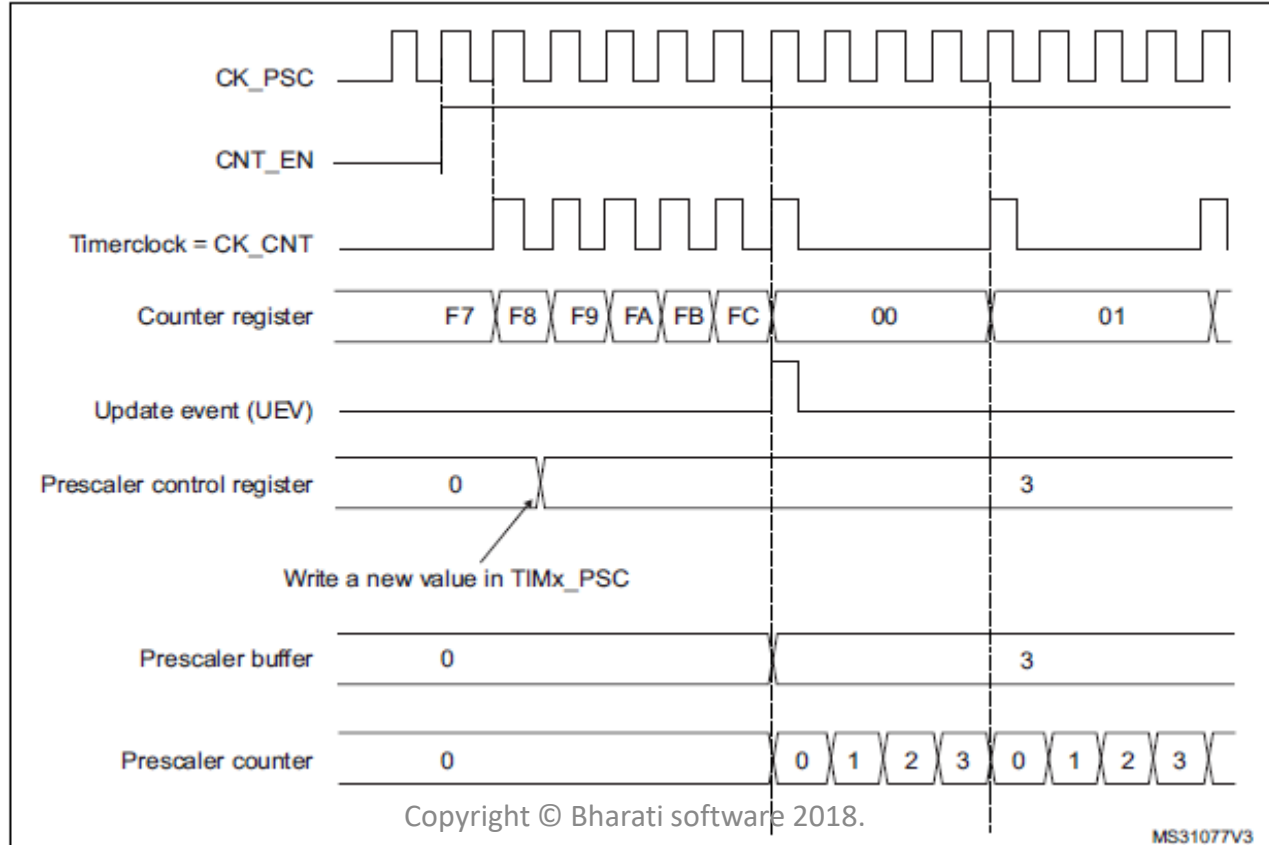 CK_PSC
CNT_EN
Timerclock = CK_CNT
Counter register F7 F8 F9 FA FB FC 00 01
Update event (UEV)
Prescaler control register 0 3
Write a new value in TIMx_PSC
Prescaler buffer 0 3
Prescaler counter 0 0 1 2 3 0 1 2 3
Copyright © Bharati software 2018.
MS31077V3